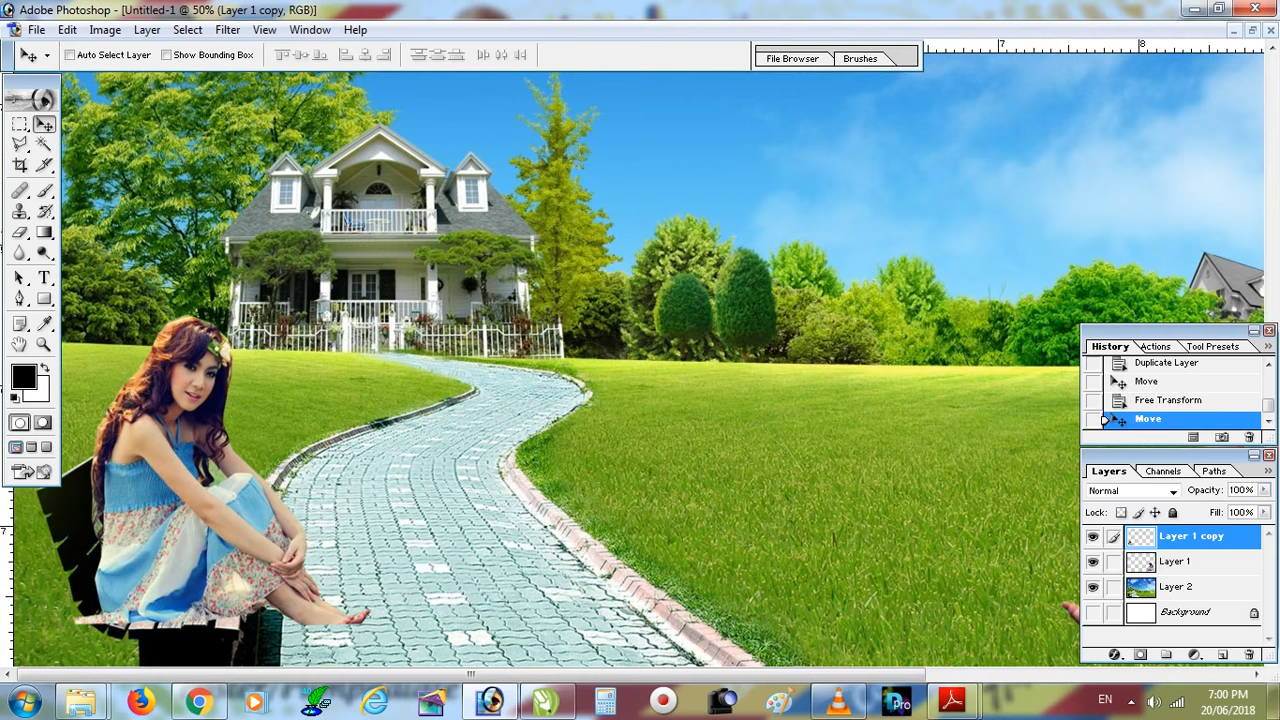 Adobe Photoshop - [Untitled-1 @ 50% (Layer 1 copy, RGB)]
File Edit Image Layer Select Filter View Window Help
Auto Select Layer Show Bounding Box
File Browser Brushes
7 8
T
History Actions Tool Presets
Duplicate Layer
Move
Free Transform
Move
Layers Channels Paths
Normal Opacity: 100%
Lock: Fill: 100%
Layer 1 copy
Layer 1
Layer 2
Background
7
Pro
EN
7:00 PM
20/06/2018